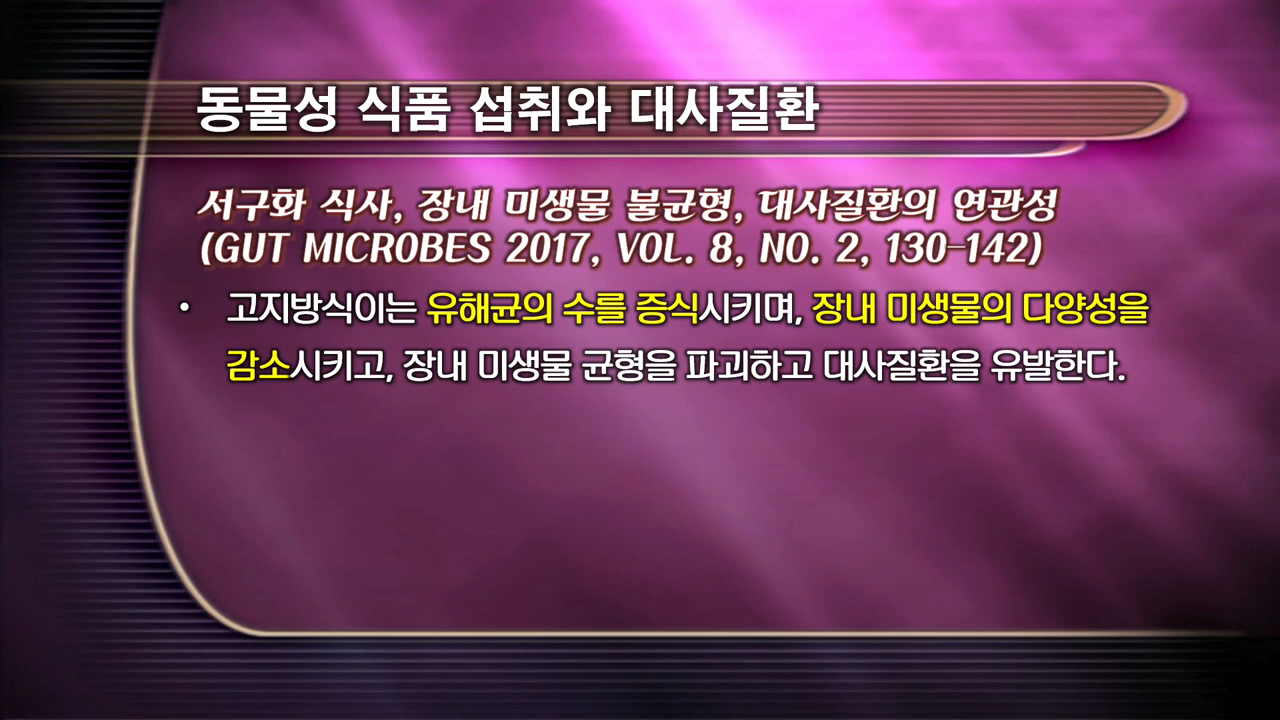 동물성 식품 섭취와 대사질환
서구화 식사, 장내 미생물 불균형, 대사질환의 연관성
(GUT MICROBES 2017, VOL. 8, NO. 2, 130–142)
• 고지방식이는 유해균의 수를 증식시키며, 장내 미생물의 다양성을
감소시키고, 장내 미생물 균형을 파괴하고 대사질환을 유발한다.